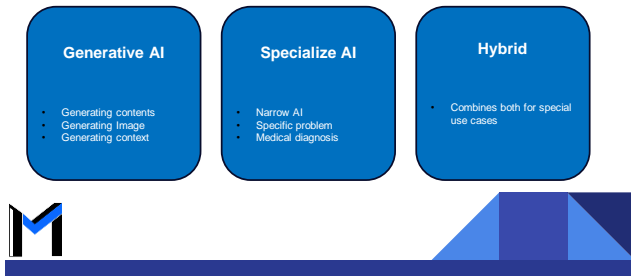 Generative AI
• Generating contents
• Generating Image
• Generating context
Specialize AI
• Narrow AI
• Specific problem
• Medical diagnosis
Hybrid
• Combines both for special
use cases
M